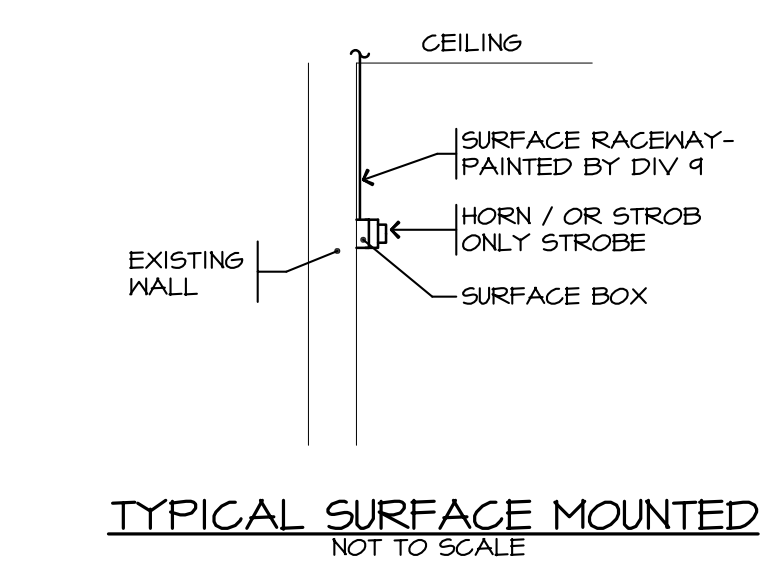 CEILING
SURFACE RACEWAY-
PAINTED BY DIV 9
HORN / OR STROB
ONLY STROBE
EXISTING
WALL
SURFACE BOX
TYPICAL SURFACE MOUNTED
NOT TO SCALE